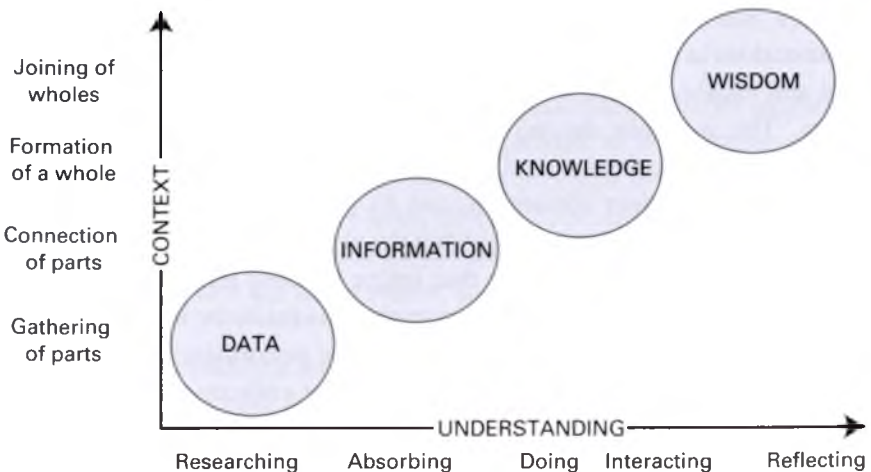 Joining of
wholes
WISDOM
Formation
of a whole
KNOWLEDGE
CONTEXT
Connection
of parts
INFORMATION
Gathering
of parts
DATA
UNDERSTANDING
Researching Absorbing Doing Interacting Reflecting